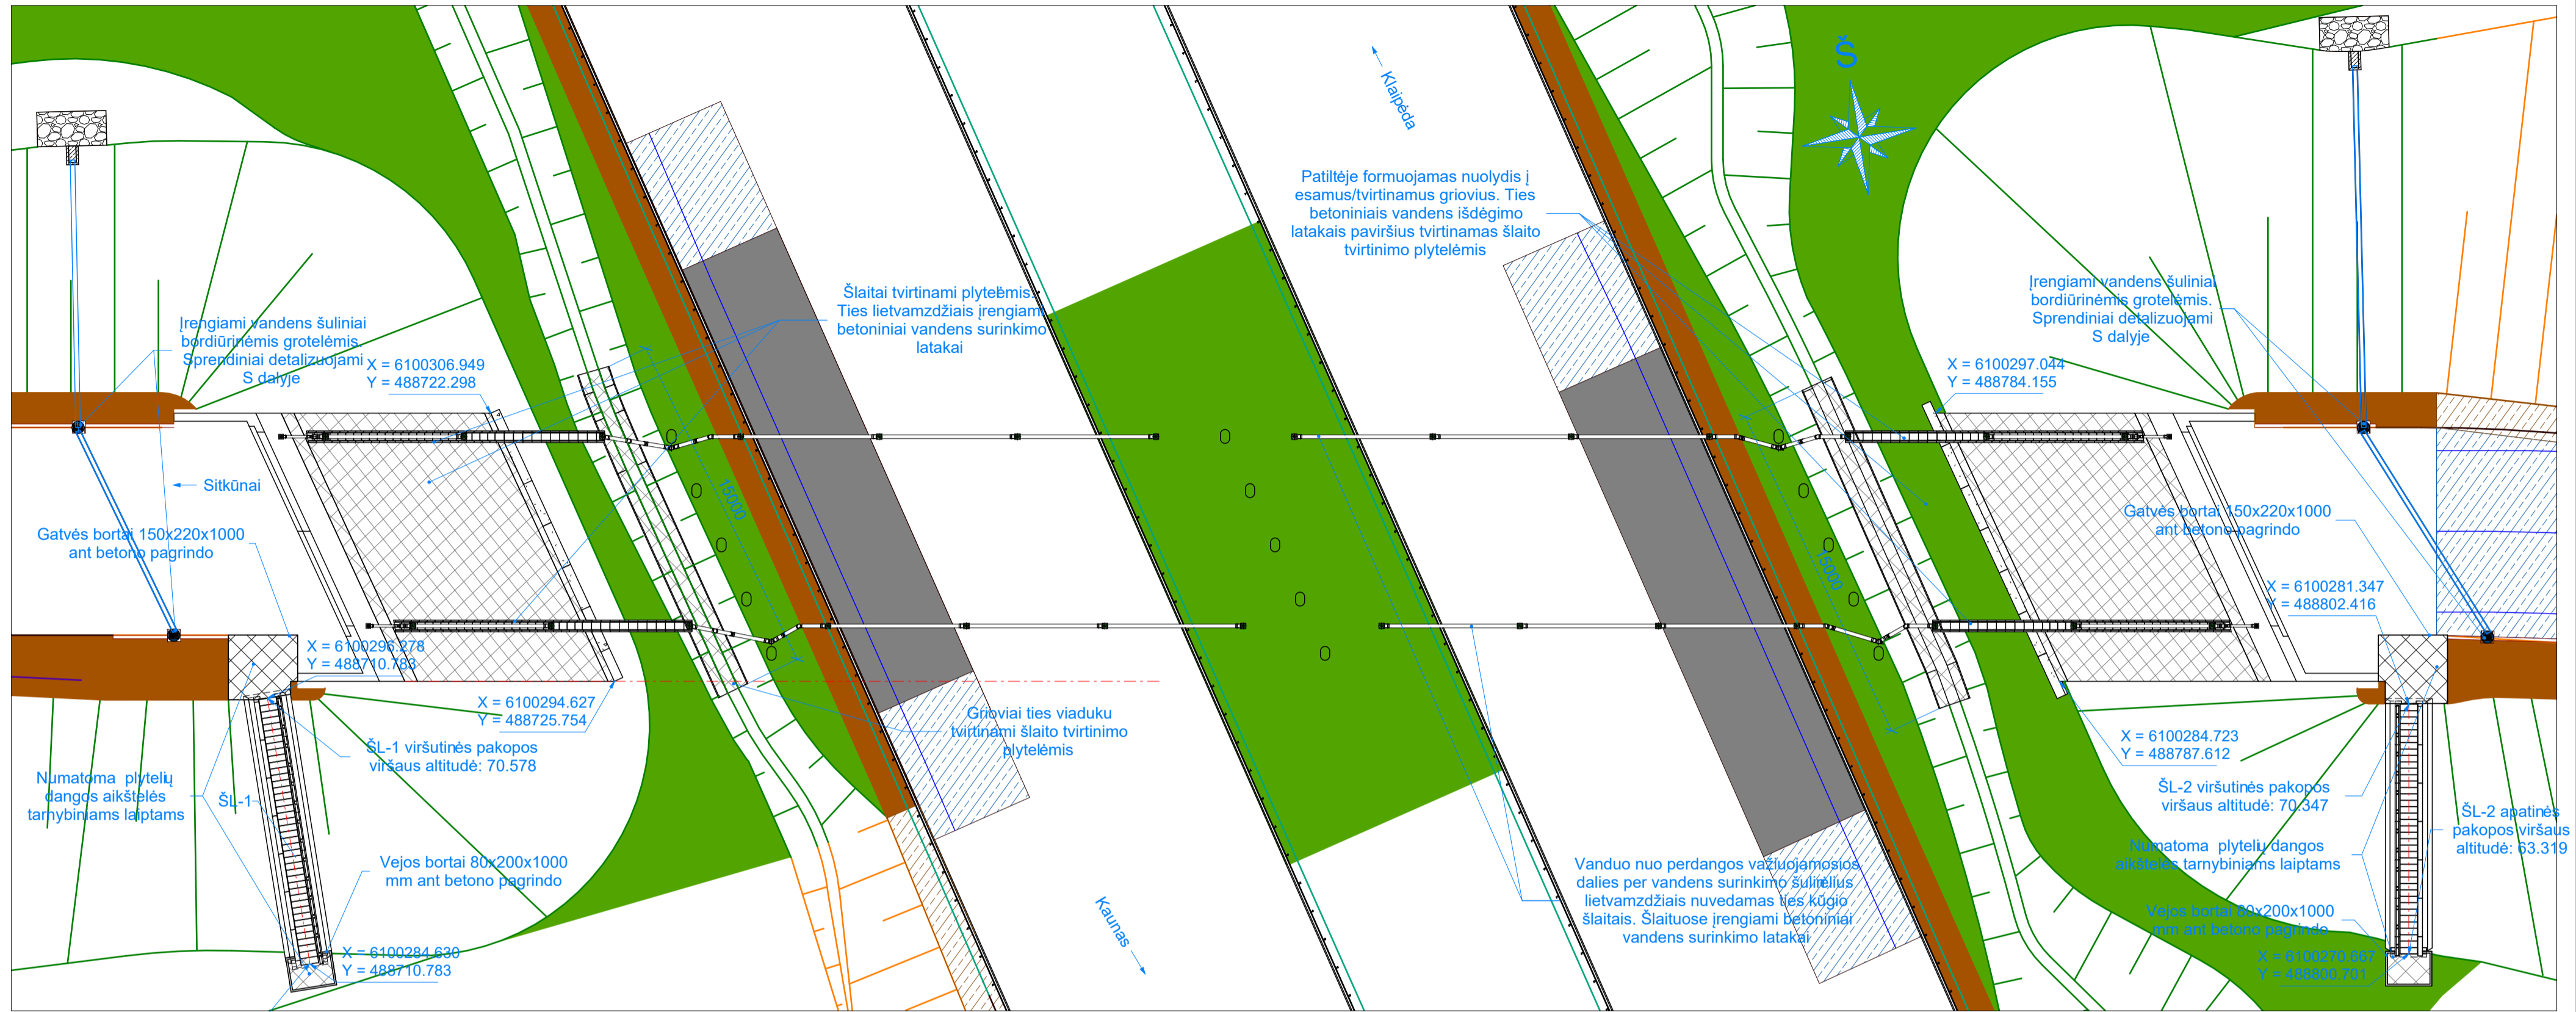 Š
Klaipėda
Patiltėje formuojamas nuolydis į
esamus/tvirtinamus griovius. Ties
betoniniais vandens išdėgimo
latakais paviršius tvirtinamas šlaito
tvirtinimo plytelėmis
Šlaitai tvirtinami plytelėmis.
Ties lietvamzdžiais įrengiami
betoniniai vandens surinkimo
latakai
Įrengiami vandens šuliniai
bordiūrinėmis grotelėmis.
Sprendiniai detalizuojami
S dalyje
X = 6100306.949
Y = 488722.298
Įrengiami vandens šuliniai
bordiūrinėmis grotelėmis.
Sprendiniai detalizuojami
S dalyje
X = 6100297.044
Y = 488784.155
Sitkūnai
15000
15000
Gatvės bortai 150x220x1000
ant betono pagrindo
Gatvės bortai 150x220x1000
ant betono pagrindo
X = 6100281.347
Y = 488802.416
X = 6100296.278
Y = 488710.783
X = 6100294.627
Y = 488725.754
Grioviai ties viaduku
tvirtinami šlaito tvirtinimo
plytelėmis
ŠL-1 viršutinės pakopos
viršaus altitudė: 70.578
Numatoma plytelių
dangos aikštelės
tarnybiniams laiptams
ŠL-1
Vejos bortai 80x200x1000
mm ant betono pagrindo
X = 6100284.630
Y = 488710.783
Kaunas
Vanduo nuo perdangos važiuojamosios
dalies per vandens surinkimo šulinėlius
lietvamzdžiais nuvedamas ties kūgio
šlaitais. Šlaituose įrengiami betoniniai
vandens surinkimo latakai
X = 6100284.723
Y = 488787.612
ŠL-2 viršutinės pakopos
viršaus altitudė: 70.347
ŠL-2 apatinės
pakopos viršaus
altitudė: 63.319
Numatoma plytelių dangos
aikštelės tarnybiniams laiptams
Vejos bortai 80x200x1000
mm ant betono pagrindo
X = 6100270.667
Y = 488800.701